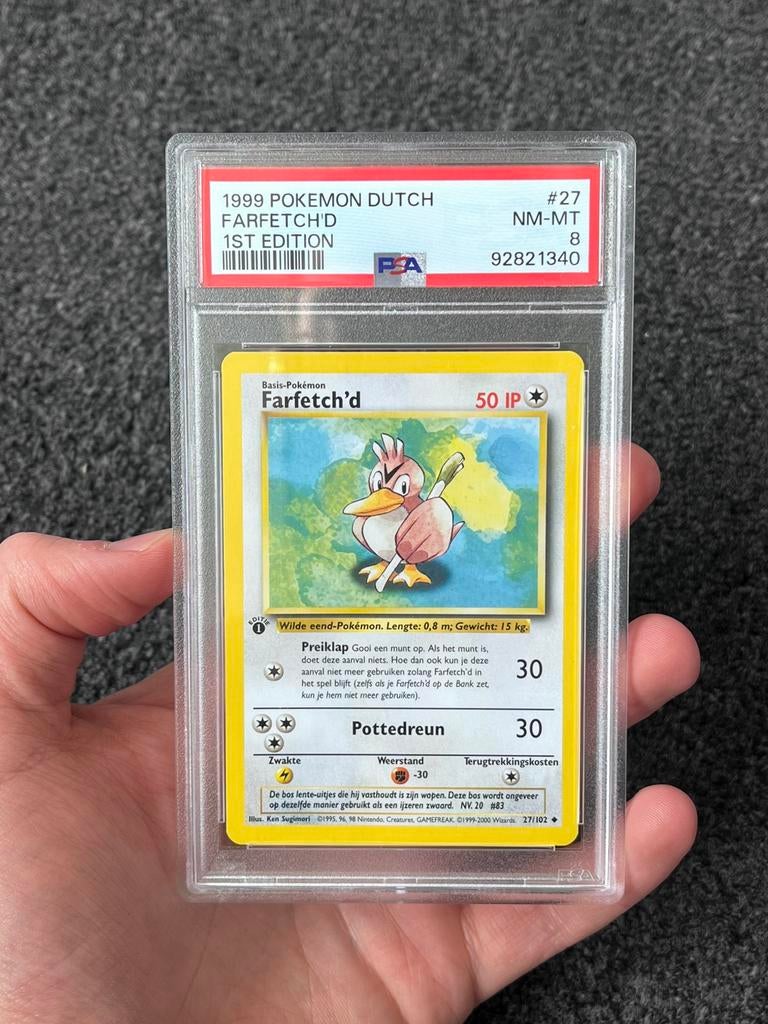 1999 POKEMON DUTCH #27
FARFETCH'D NM-MT
1ST EDITION 8
PSA 92821340
Basis-Pokémon
Farfetch'd 50 IP
EDITIE
1
Wilde eend-Pokémon. Lengte: 0,8 m; Gewicht: 15 kg.
Preiklap Gooi een munt op. Als het munt is,
doet deze aanval niets. Hoe dan ook kun je deze
aanval niet meer gebruiken zolang Farfetch'd in
het spel blijft (zelfs als je Farfetch'd op de Bank zet,
kun je hem niet meer gebruiken).
30
Pottedreun 30
Zwakte Weerstand Terugtrekkingskosten
-30
De bos lente-uitjes die hij vasthoudt is zijn wapen. Deze bos wordt ongeveer
op dezelfde manier gebruikt als een ijzeren zwaard. NV. 20 #83
Illus. Ken Sugimori ©1995, 96, 98 Nintendo, Creatures, GAMEFREAK. ©1999-2000 Wizards. 27/102
PSA